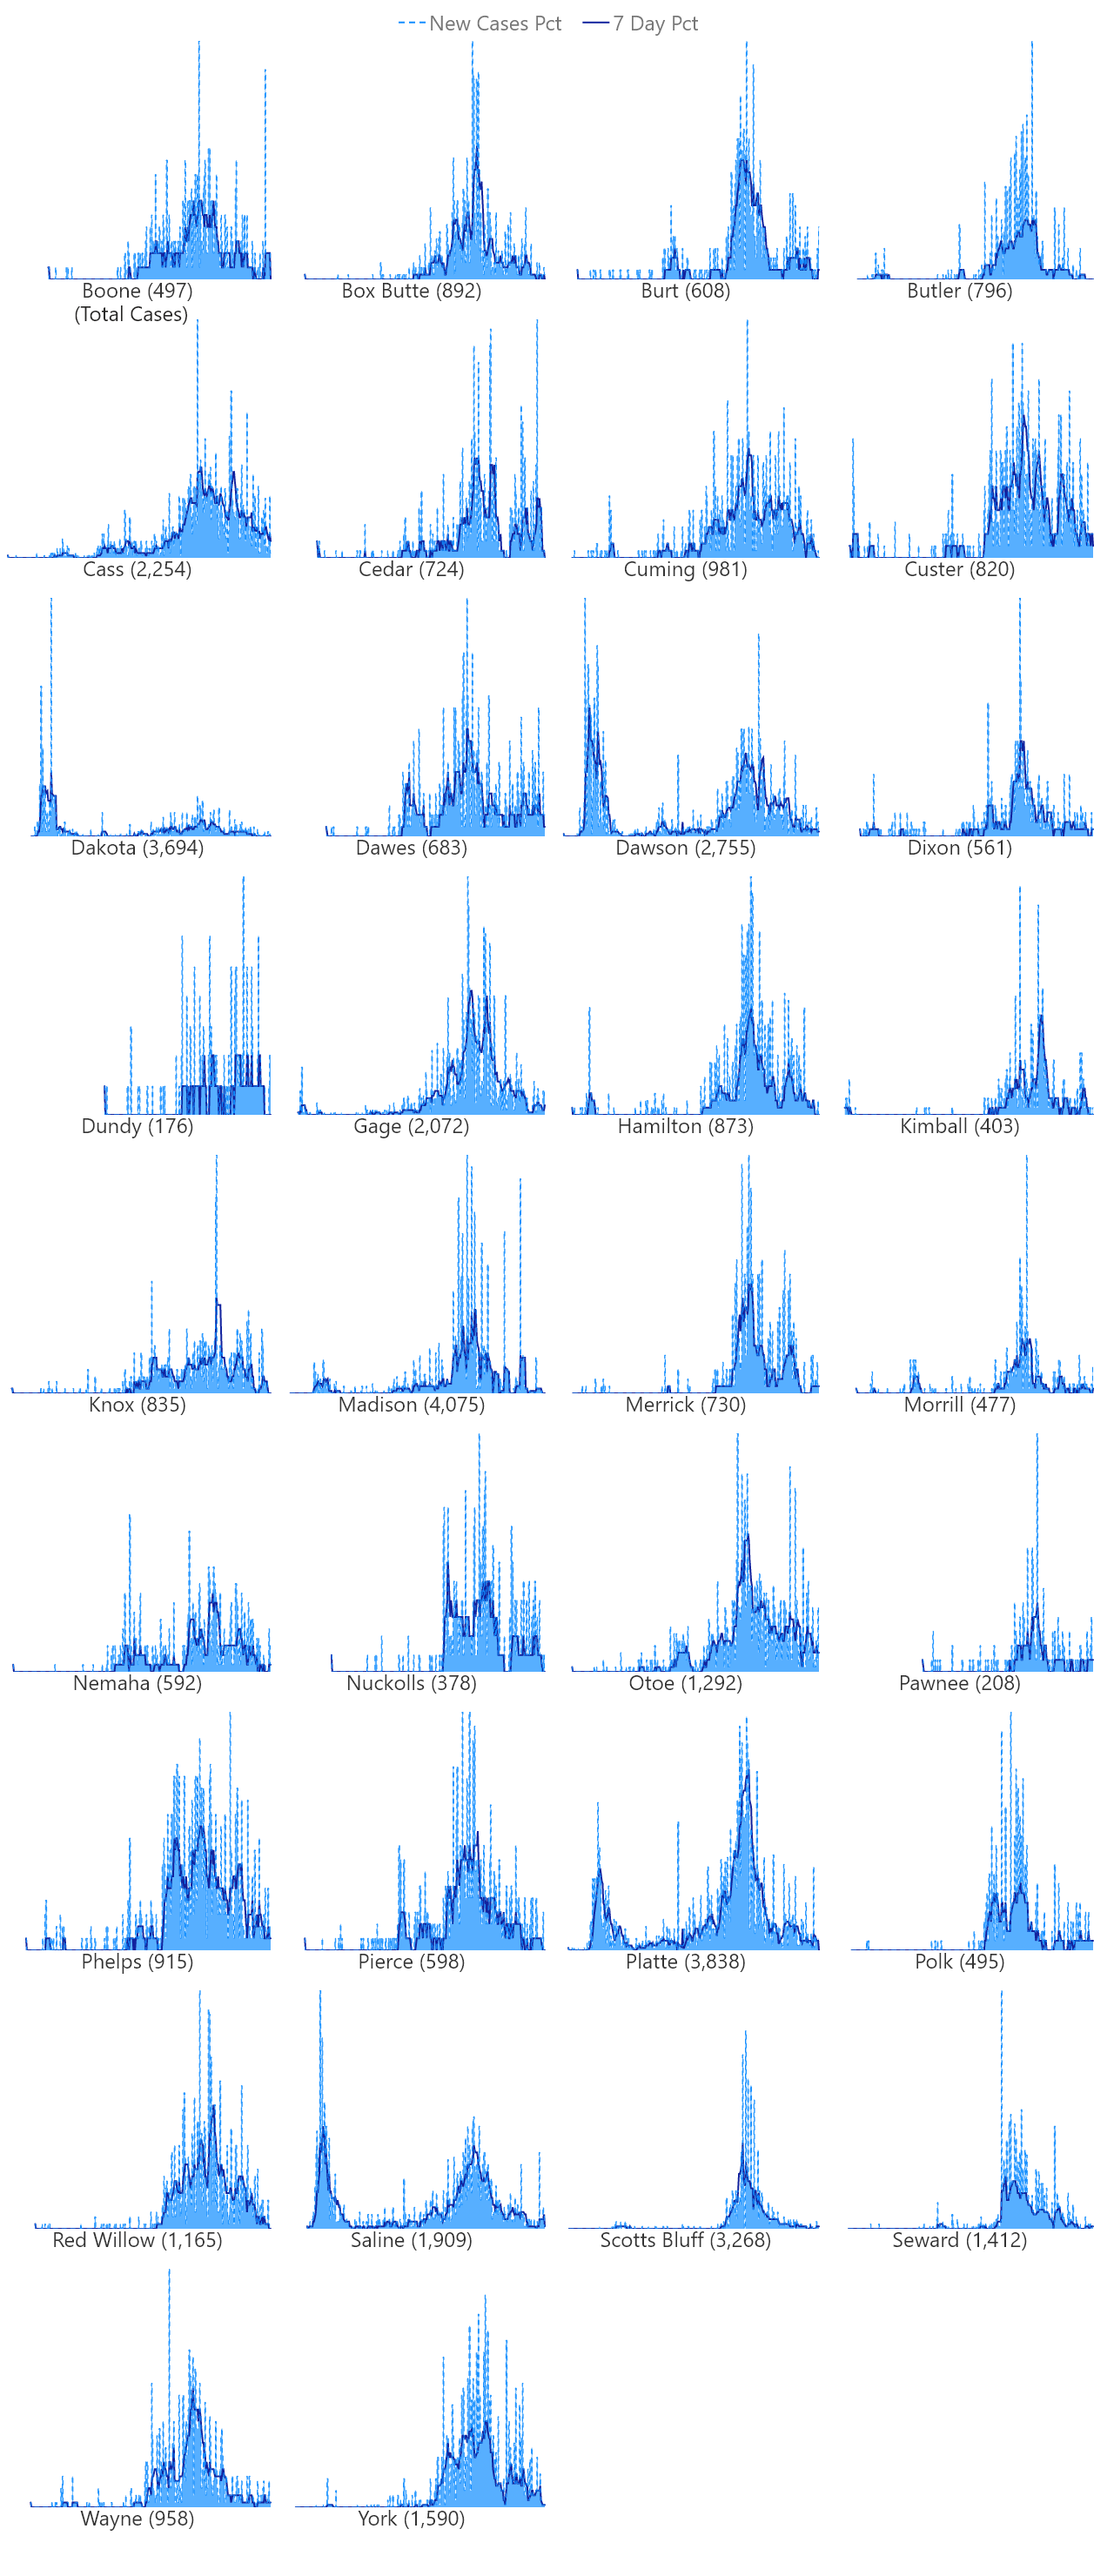 New Cases Pct 7 Day Pct
Boone (497) Box Butte (892) Burt (608) Butler (796)
(Total Cases)
Cass (2,254) Cedar (724) Cuming (981) Custer (820)
Dakota (3,694) Dawes (683) Dawson (2,755) Dixon (561)
Dundy (176) Gage (2,072) Hamilton (873) Kimball (403)
Knox (835) Madison (4,075) Merrick (730) Morrill (477)
Nemaha (592) Nuckolls (378) Otoe (1,292) Pawnee (208)
Phelps (915) Pierce (598) Platte (3,838) Polk (495)
Red Willow (1,165) Saline (1,909) Scotts Bluff (3,268) Seward (1,412)
Wayne (958) York (1,590)